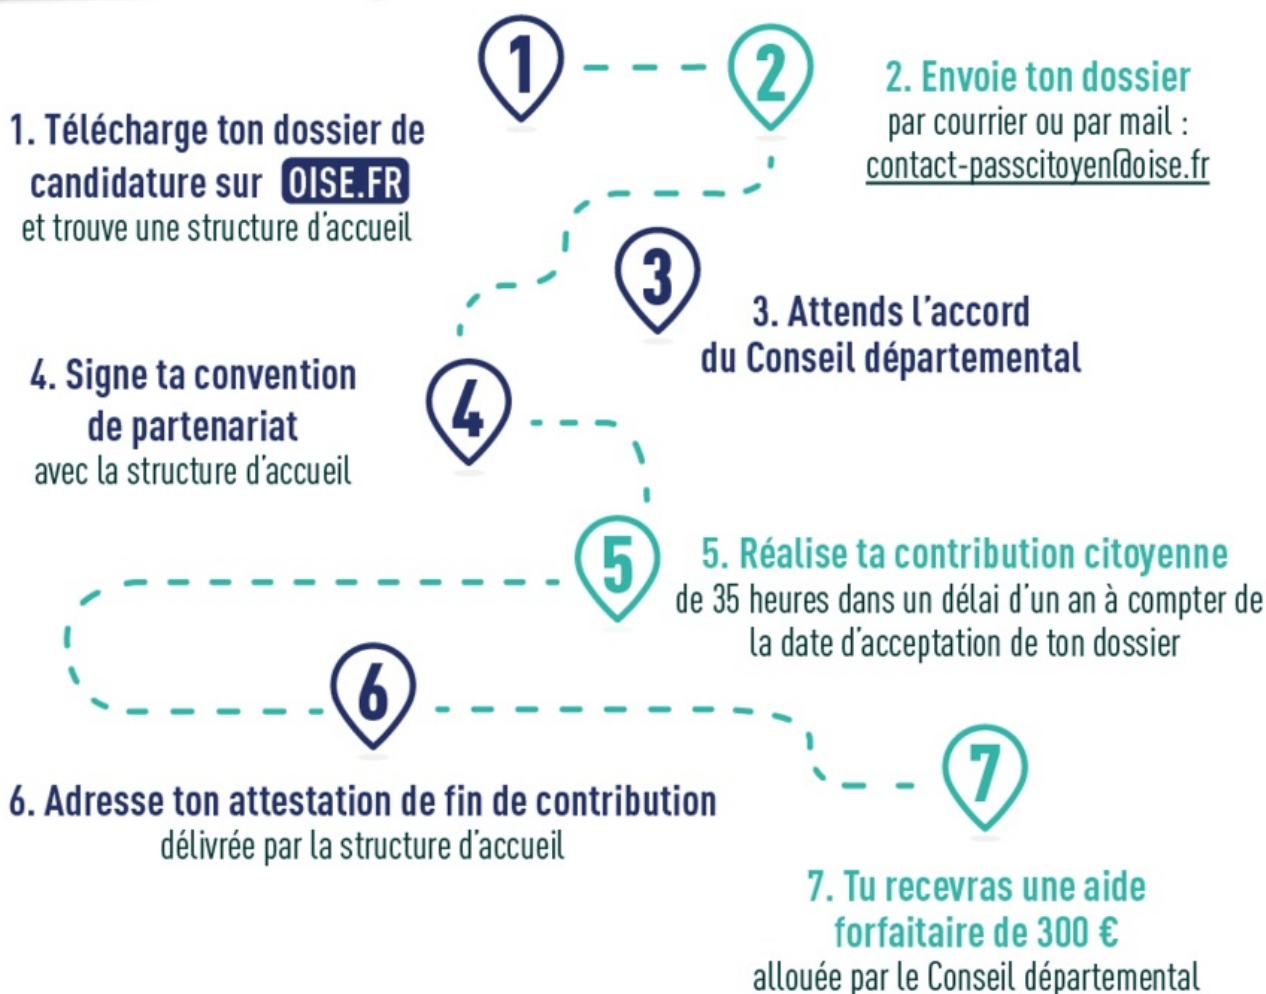 1
2
1. Télécharge ton dossier de
candidature sur OISE.FR
et trouve une structure d'accueil
2. Envoie ton dossier
par courrier ou par mail :
contact-passcitoyen@oise.fr
3
3. Attends l'accord
du Conseil départemental
4
4. Signe ta convention
de partenariat
avec la structure d'accueil
5
5. Réalise ta contribution citoyenne
de 35 heures dans un délai d'un an à compter de
la date d'acceptation de ton dossier
6
6. Adresse ton attestation de fin de contribution
délivrée par la structure d'accueil
7
7. Tu recevras une aide
forfaitaire de 300 €
allouée par le Conseil départemental